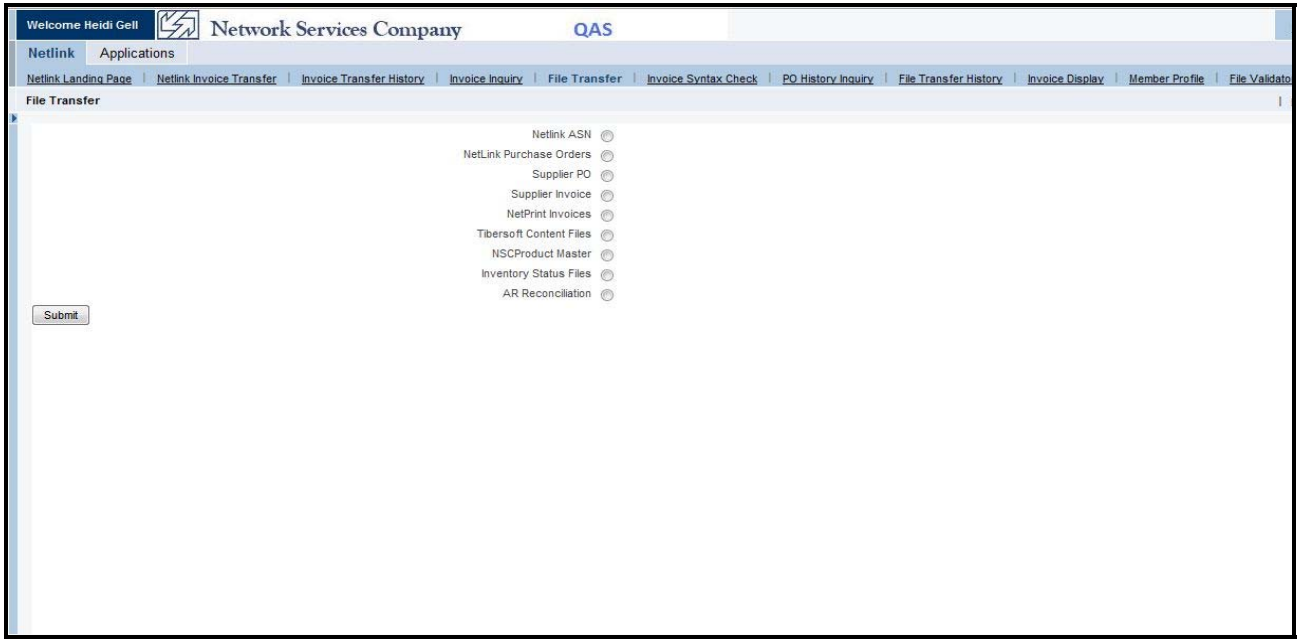 Welcome Heidi Gell Network Services Company QAS
Netlink Applications
Netlink Landing Page | Netlink Invoice Transfer | Invoice Transfer History | Invoice Inquiry | File Transfer | Invoice Syntax Check | PO History Inquiry | File Transfer History | Invoice Display | Member Profile | File Validato
File Transfer
Netlink ASN
NetLink Purchase Orders
Supplier PO
Supplier Invoice
NetPrint Invoices
Tibersoft Content Files
NSCProduct Master
Inventory Status Files
AR Reconciliation
Submit